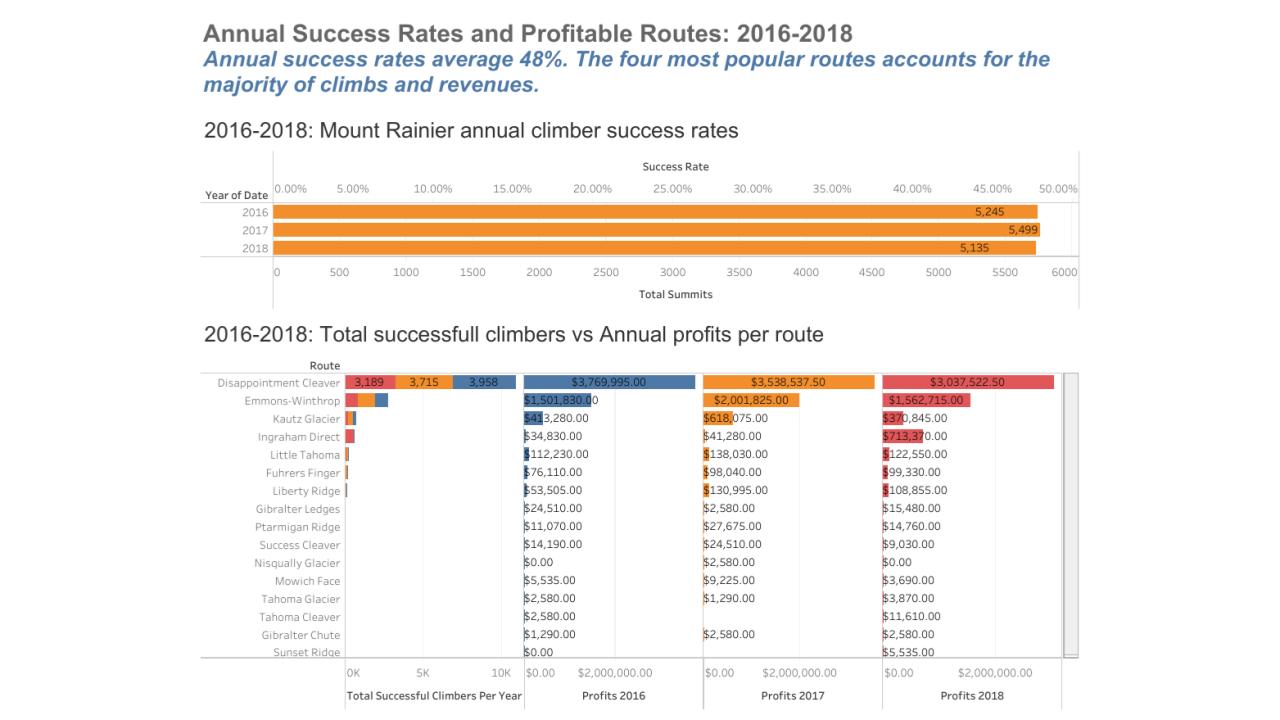 Annual Success Rates and Profitable Routes: 2016-2018
Annual success rates average 48%. The four most popular routes accounts for the
majority of climbs and revenues.
2016-2018: Mount Rainier annual climber success rates
Success Rate
Year of Date 0.00% 5.00% 10.00% 15.00% 20.00% 25.00% 30.00% 35.00% 40.00% 45.00% 50.00%
2016 5,245
2017 5,499
2018 5,135
0 500 1000 1500 2000 2500 3000 3500 4000 4500 5000 5500 6000
Total Summits
2016-2018: Total successfull climbers vs Annual profits per route
Route
Disappointment Cleaver 3,189 3,715 3,958 $3,769,995.00 $3,538,537.50 $3,037,522.50
Emmons-Winthrop $1,501,830.00 $2,001,825.00 $1,562,715.00
Kautz Glacier $413,280.00 $618,075.00 $370,845.00
Ingraham Direct $34,830.00 $41,280.00 $713,370.00
Little Tahoma $112,230.00 $138,030.00 $122,550.00
Fuhrers Finger $76,110.00 $98,040.00 $99,330.00
Liberty Ridge $53,505.00 $130,995.00 $108,855.00
Gibralter Ledges $24,510.00 $2,580.00 $15,480.00
Ptarmigan Ridge $11,070.00 $27,675.00 $14,760.00
Success Cleaver $14,190.00 $24,510.00 $9,030.00
Nisqually Glacier $0.00 $2,580.00 $0.00
Mowich Face $5,535.00 $9,225.00 $3,690.00
Tahoma Glacier $2,580.00 $1,290.00 $3,870.00
Tahoma Cleaver $2,580.00 $11,610.00
Gibralter Chute $1,290.00 $2,580.00 $2,580.00
Sunset Ridge $0.00 $5,535.00
0K 5K 10K $0.00 $2,000,000.00 $0.00 $2,000,000.00 $0.00 $2,000,000.00
Total Successful Climbers Per Year Profits 2016 Profits 2017 Profits 2018